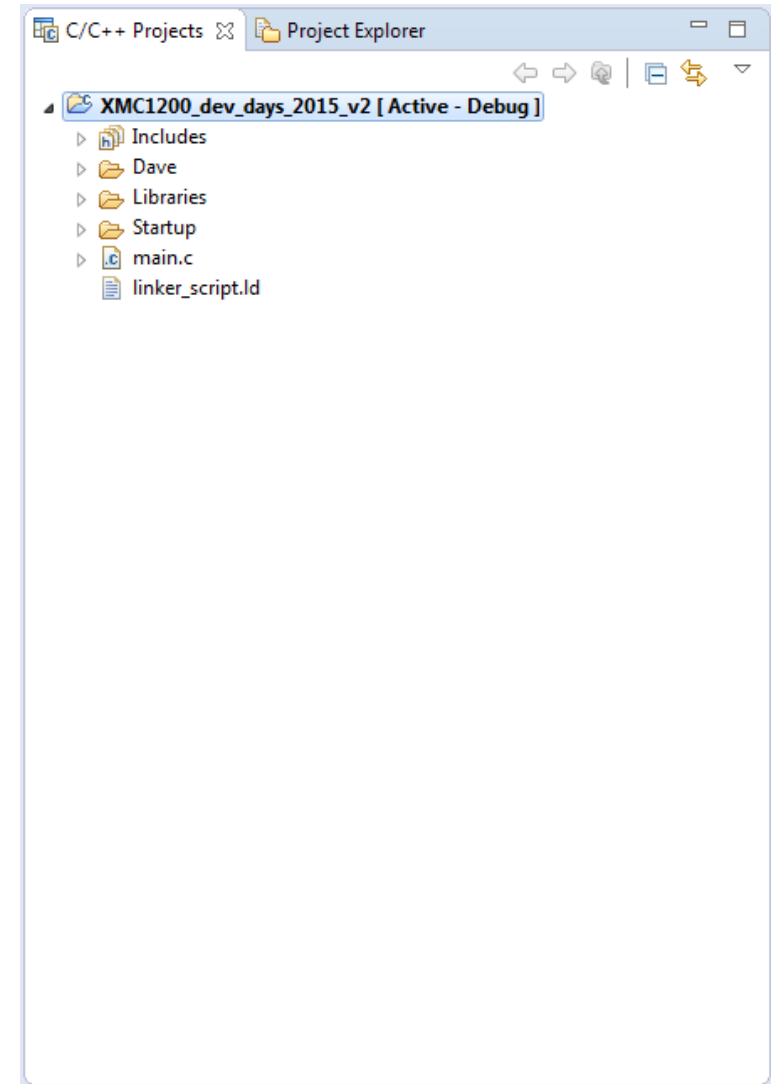 C/C++ Projects Project Explorer
XMC1200_dev_days_2015_v2 [ Active - Debug ]
Includes
Dave
Libraries
Startup
main.c
linker_script.ld